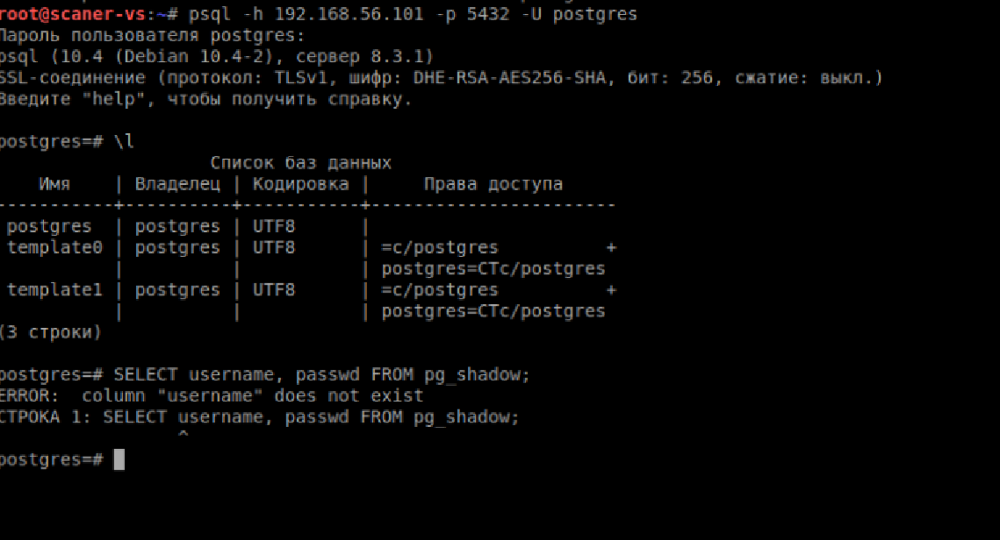 root@scaner-vs:~# psql -h 192.168.56.101 -p 5432 -U postgres
Пароль пользователя postgres:
psql (10.4 (Debian 10.4-2), сервер 8.3.1)
SSL-соединение (протокол: TLSv1, шифр: DHE-RSA-AES256-SHA, бит: 256, сжатие: выкл.)
Введите "help", чтобы получить справку.
postgres=# \l
Список баз данных
Имя | Владелец | Кодировка | Права доступа
-----------+----------+-----------+-----------------------
postgres | postgres | UTF8 |
template0 | postgres | UTF8 | =c/postgres +
| | | postgres=CTc/postgres
template1 | postgres | UTF8 | =c/postgres +
| | | postgres=CTc/postgres
(3 строки)
postgres=# SELECT username, passwd FROM pg_shadow;
ERROR:  column "username" does not exist
СТРОКА 1: SELECT username, passwd FROM pg_shadow;
^
postgres=#